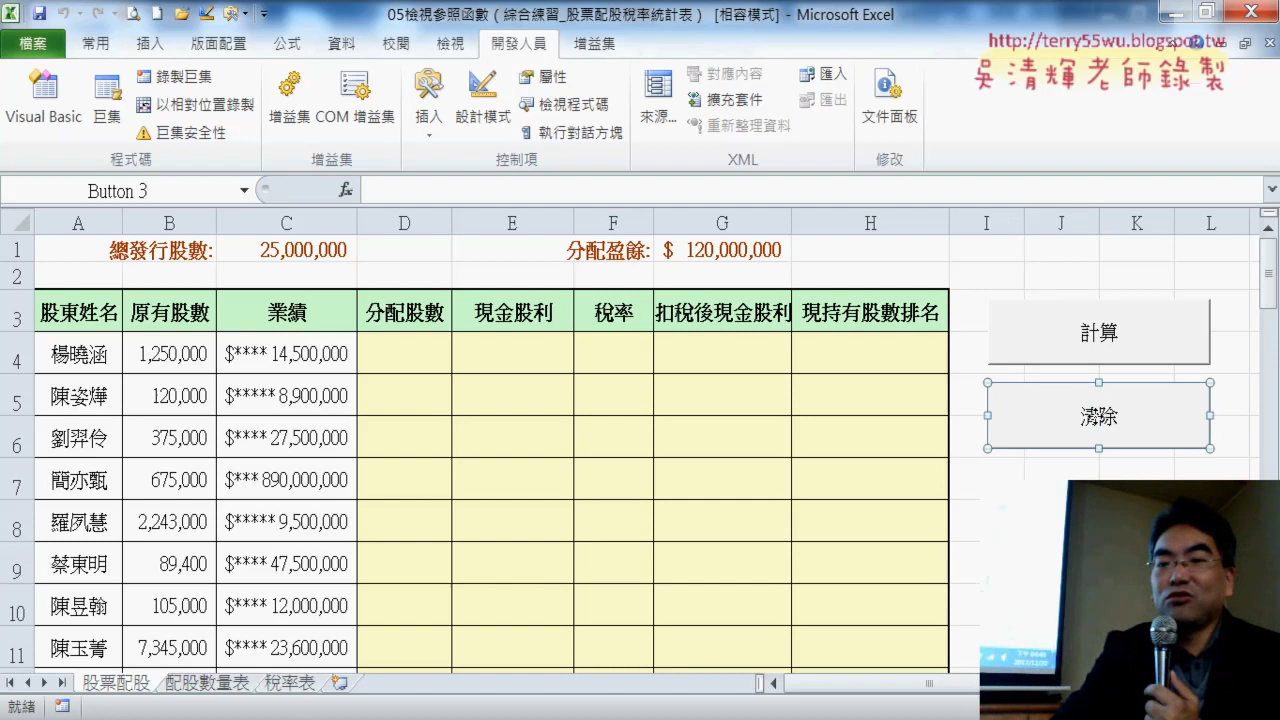 05檢視參照函數（綜合練習_股票配股稅率統計表） [相容模式] - Microsoft Excel
檔案 常用 插入 版面配置 公式 資料 校閱 檢視 開發人員 增益集
http://terry55wu.blogspot.tw
吳清輝老師錄製
Visual Basic 巨集 錄製巨集 以相對位置錄製 巨集安全性
增益集 COM 增益集
插入 設計模式 屬性 檢視程式碼 執行對話方塊
來源... 對應內容 擴充套件 重新整理資料 匯入 匯出
文件面板
程式碼 增益集 控制項 XML 修改
Button 3 fx
A B C D E F G H I J K L
1 總發行股數: 25,000,000 分配盈餘: $ 120,000,000
2
3 股東姓名 原有股數 業績 分配股數 現金股利 稅率 扣稅後現金股利 現持有股數排名
計算
4 楊曉涵 1,250,000 $**** 14,500,000
5 陳姿燁 120,000 $***** 8,900,000
清除
6 劉羿伶 375,000 $**** 27,500,000
7 簡亦甄 675,000 $*** 890,000,000
8 羅夙慧 2,243,000 $***** 9,500,000
9 蔡東明 89,400 $**** 47,500,000
10 陳昱翰 105,000 $**** 12,000,000
11 陳玉菁 7,345,000 $**** 23,600,000
股票配股 配股數量表 稅率表
就緒